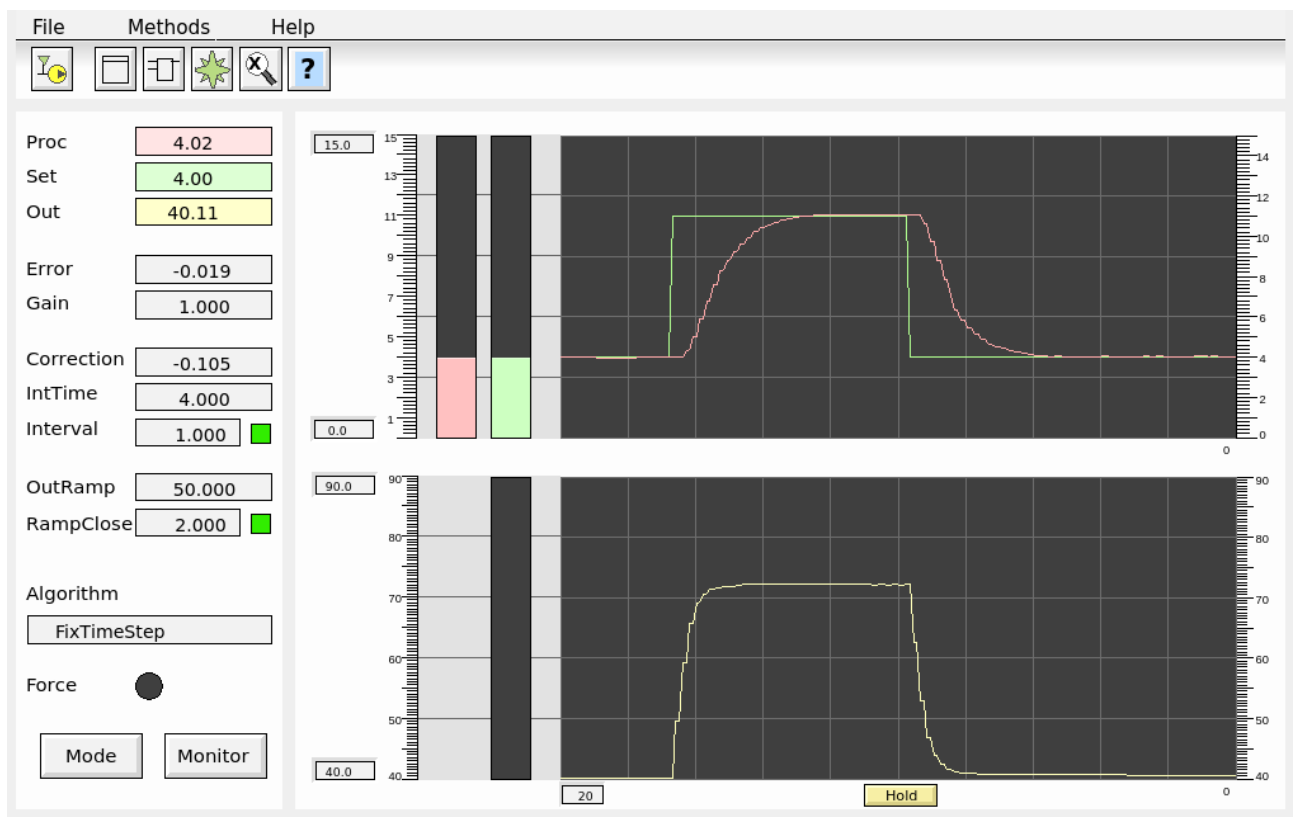 File Methods Help
X ?
Proc 4.02
Set 4.00
Out 40.11
Error -0.019
Gain 1.000
Correction -0.105
IntTime 4.000
Interval 1.000
OutRamp 50.000
RampClose 2.000
Algorithm
FixTimeStep
Force
Mode Monitor
15.0
0.0
15
13
11
9
7
5
3
1
14
12
10
8
6
4
2
0
0
90.0
40.0
90
80
70
60
50
40
90
80
70
60
50
40
20 Hold 0